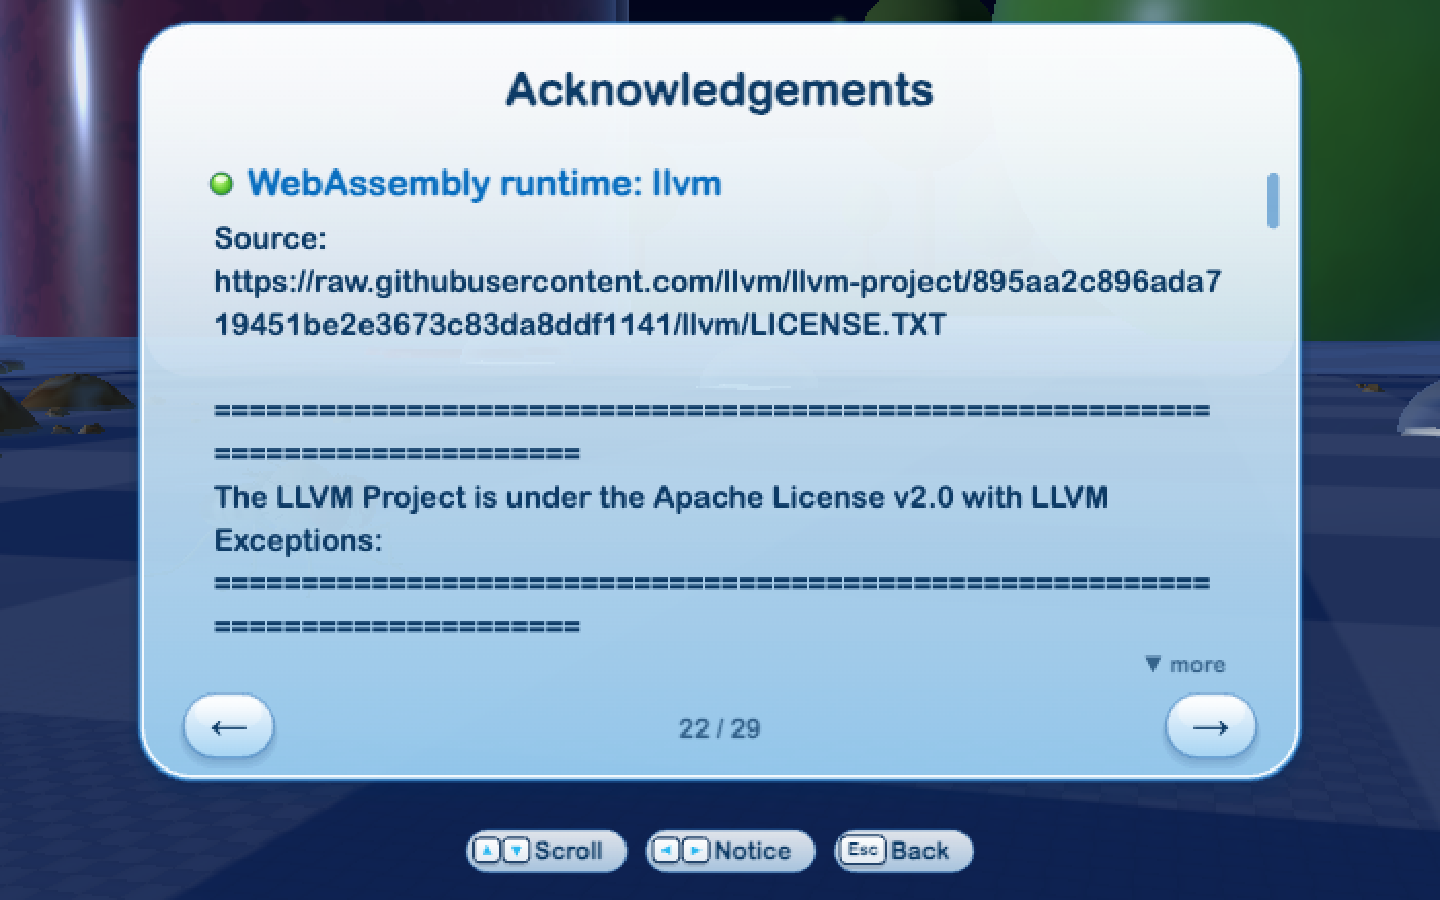 Acknowledgements
WebAssembly runtime: llvm
Source:
https://raw.githubusercontent.com/llvm/llvm-project/895aa2c896ada7
19451be2e3673c83da8ddf1141/llvm/LICENSE.TXT
=========================================================
=====================
The LLVM Project is under the Apache License v2.0 with LLVM
Exceptions:
=========================================================
=====================
▼ more
← 22 / 29 →
▲ ▼ Scroll ◄ ► Notice Esc Back